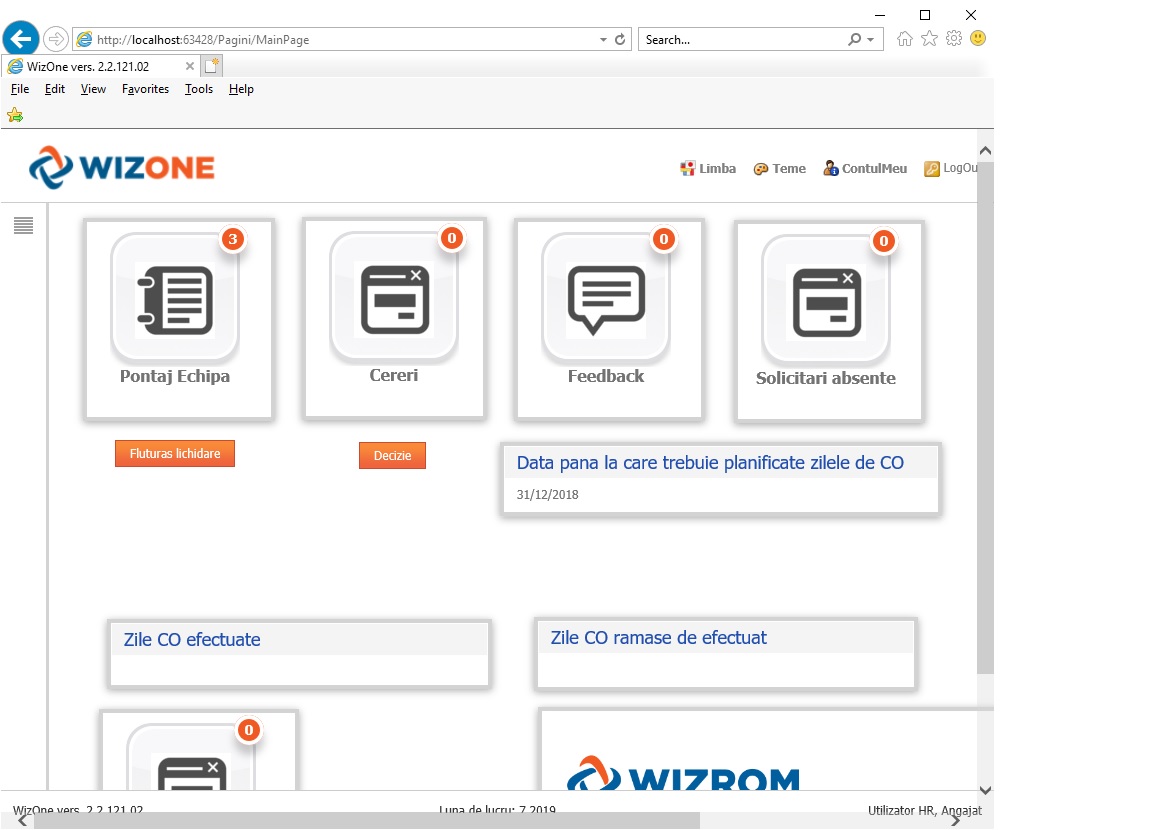 http://localhost:63428/Pagini/MainPage
Search...
WizOne vers. 2.2.121.02
File Edit View Favorites Tools Help
WIZONE
Limba Teme ContulMeu LogOu
3 0 0 0
Pontaj Echipa Cereri Feedback Solicitari absente
Fluturas lichidare Decizie
Data pana la care trebuie planificate zilele de CO
31/12/2018
Zile CO efectuate Zile CO ramase de efectuat
0
WIZROM
WizOne vers. 2.2.121.02 Luna de lucru: 7.2019 Utilizator HR, Angajat